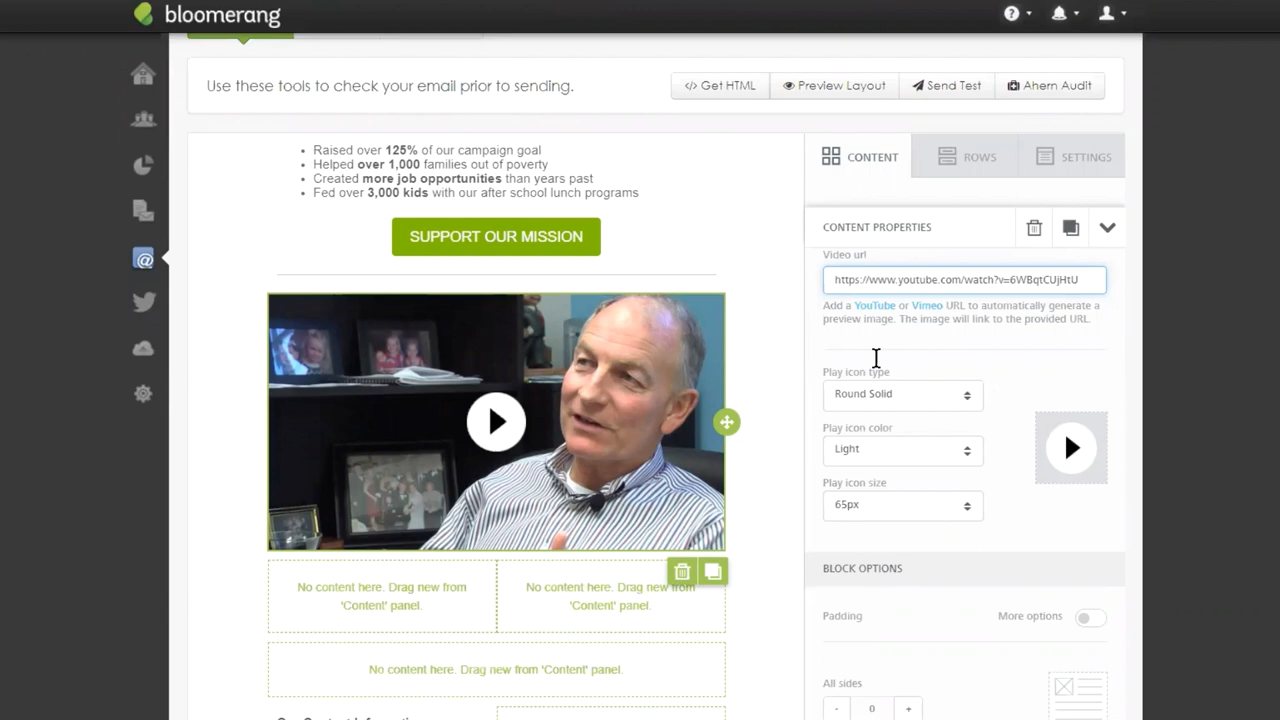 bloomerang
Use these tools to check your email prior to sending.
</> Get HTML
Preview Layout
Send Test
Ahern Audit
• Raised over 125% of our campaign goal
• Helped over 1,000 families out of poverty
• Created more job opportunities than years past
• Fed over 3,000 kids with our after school lunch programs
SUPPORT OUR MISSION
No content here. Drag new from
'Content' panel.
No content here. Drag new from
'Content' panel.
No content here. Drag new from 'Content' panel.
CONTENT
ROWS
SETTINGS
CONTENT PROPERTIES
Video url
https://www.youtube.com/watch?v=6WBqtCUjHtU
Add a YouTube or Vimeo URL to automatically generate a
preview image. The image will link to the provided URL.
Play icon type
Round Solid
Play icon color
Light
Play icon size
65px
BLOCK OPTIONS
Padding
More options
All sides
- 0 +